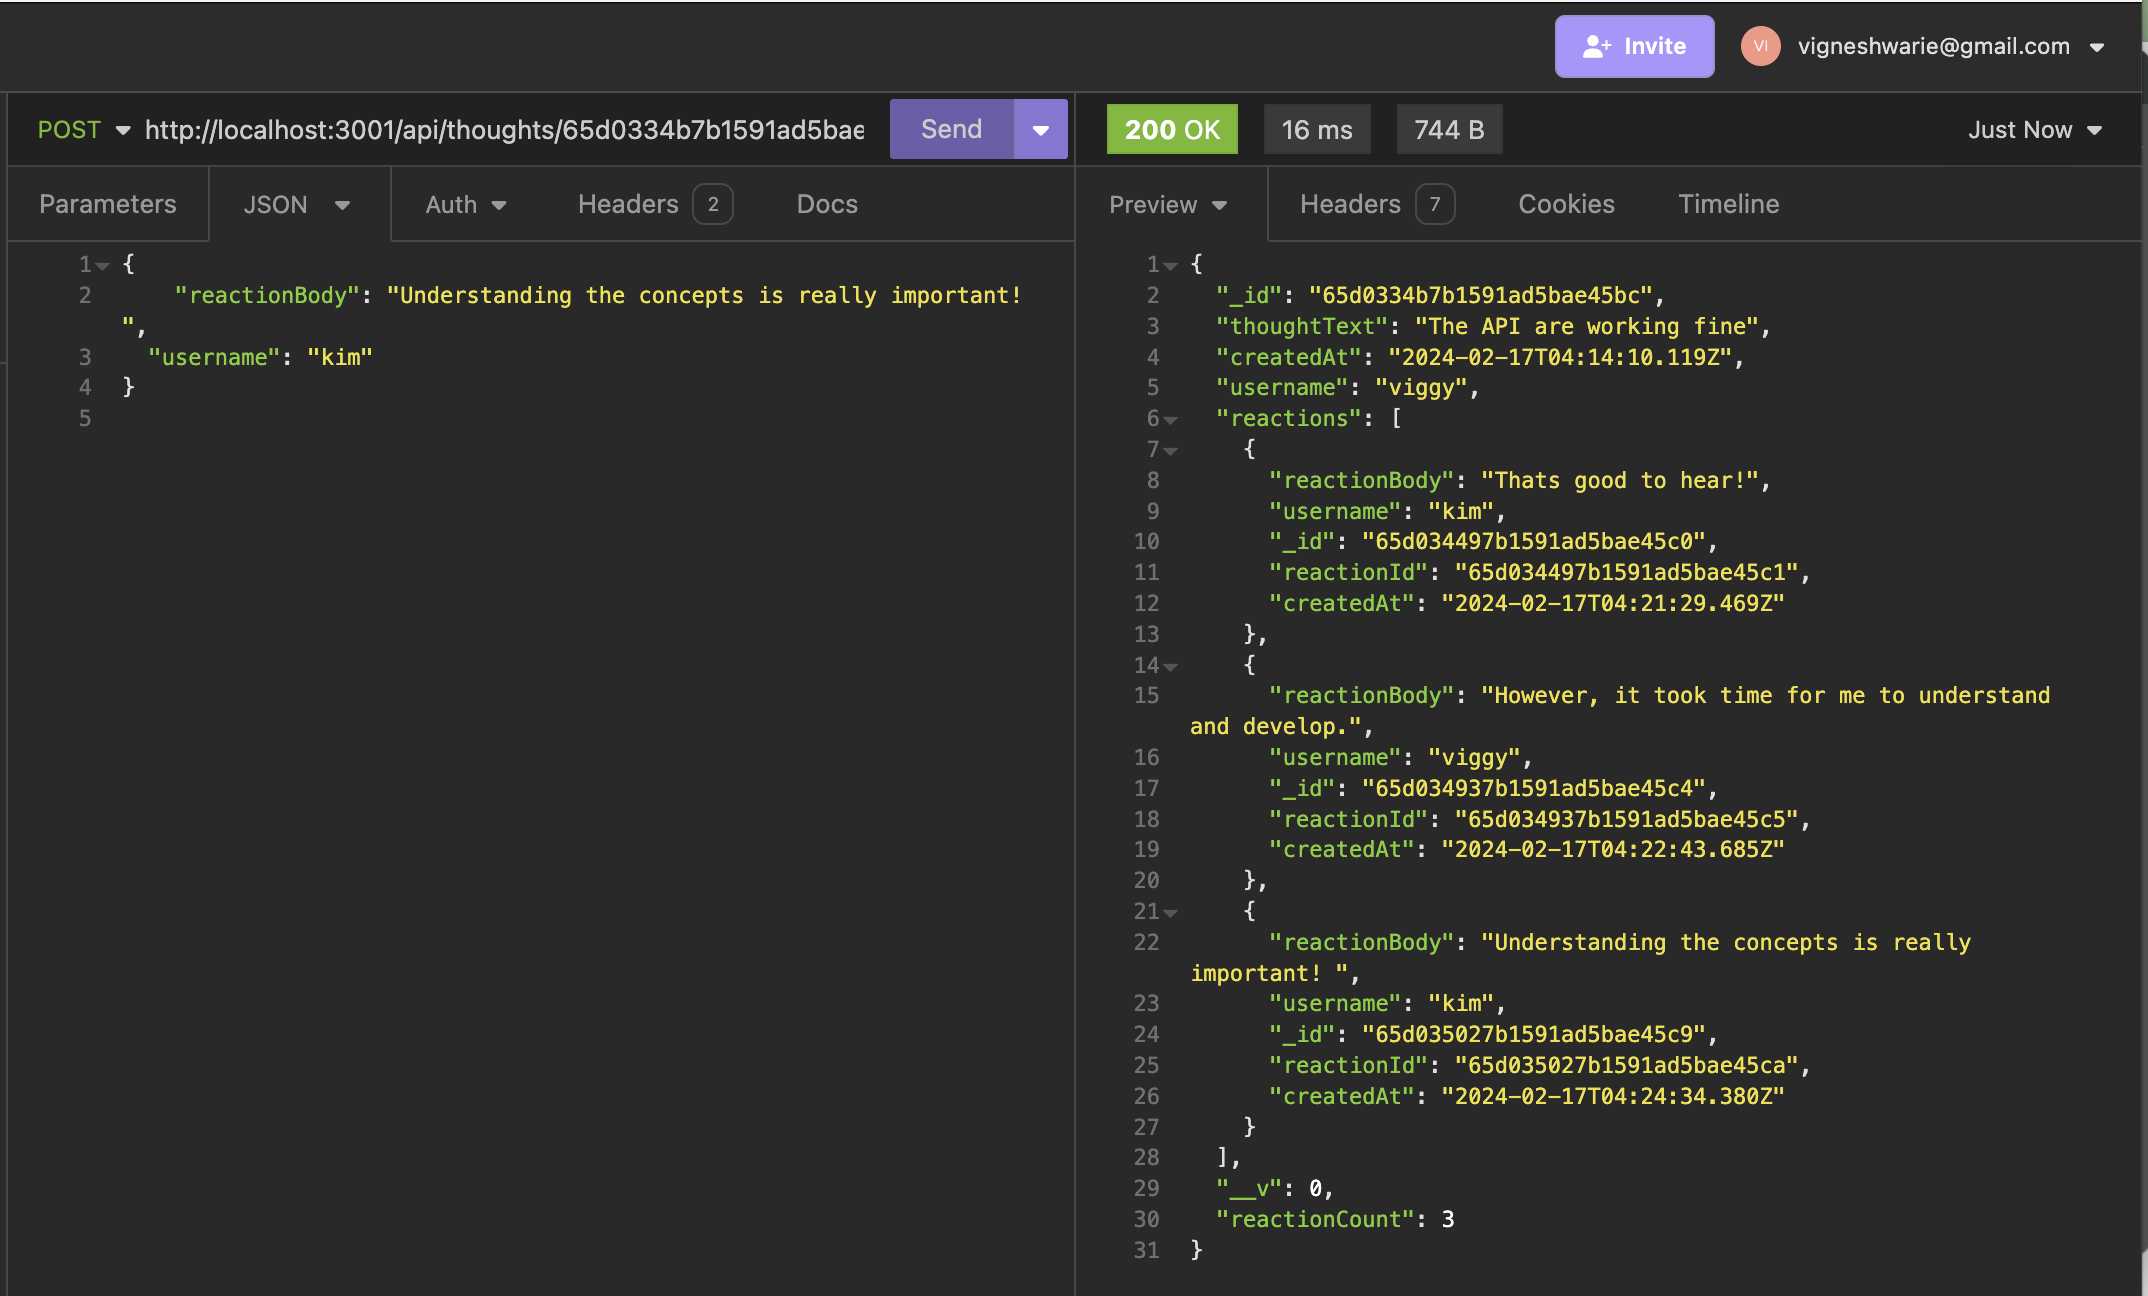 Invite VI vigneshwarie@gmail.com
POST http://localhost:3001/api/thoughts/65d0334b7b1591ad5bae Send 200 OK 16 ms 744 B Just Now
Parameters JSON Auth Headers 2 Docs
1 {
2 "reactionBody": "Understanding the concepts is really important!
",
3 "username": "kim"
4 }
5
Preview Headers 7 Cookies Timeline
1 {
2 "_id": "65d0334b7b1591ad5bae45bc",
3 "thoughtText": "The API are working fine",
4 "createdAt": "2024-02-17T04:14:10.119Z",
5 "username": "viggy",
6 "reactions": [
7 {
8 "reactionBody": "Thats good to hear!",
9 "username": "kim",
10 "_id": "65d034497b1591ad5bae45c0",
11 "reactionId": "65d034497b1591ad5bae45c1",
12 "createdAt": "2024-02-17T04:21:29.469Z"
13 },
14 {
15 "reactionBody": "However, it took time for me to understand
and develop.",
16 "username": "viggy",
17 "_id": "65d034937b1591ad5bae45c4",
18 "reactionId": "65d034937b1591ad5bae45c5",
19 "createdAt": "2024-02-17T04:22:43.685Z"
20 },
21 {
22 "reactionBody": "Understanding the concepts is really
important! ",
23 "username": "kim",
24 "_id": "65d035027b1591ad5bae45c9",
25 "reactionId": "65d035027b1591ad5bae45ca",
26 "createdAt": "2024-02-17T04:24:34.380Z"
27 }
28 ],
29 "__v": 0,
30 "reactionCount": 3
31 }